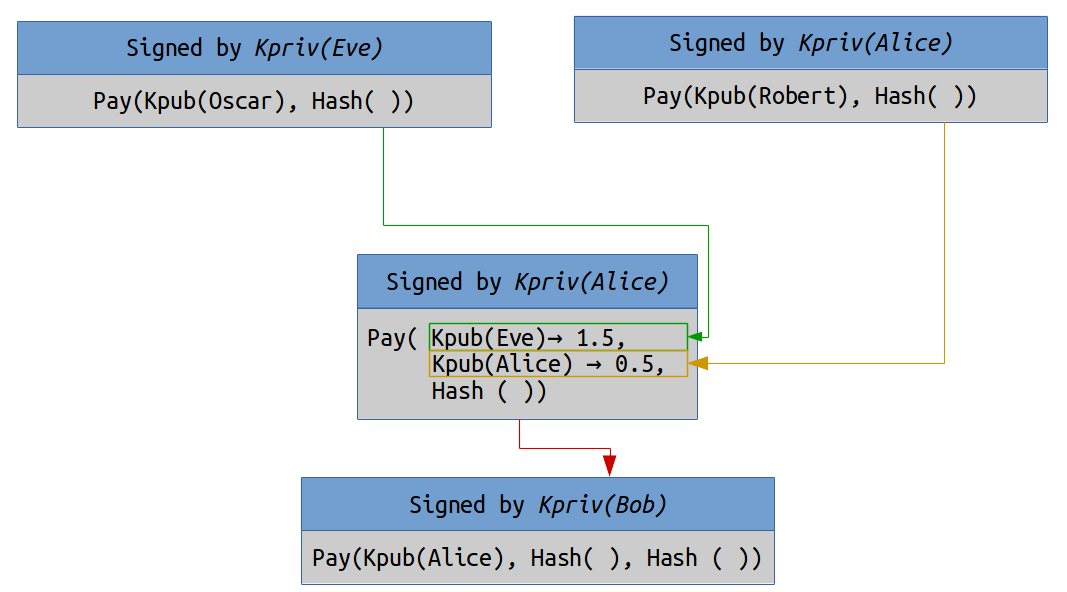 Signed by Kpriv(Eve)
Pay(Kpub(Oscar), Hash( ))
Signed by Kpriv(Alice)
Pay(Kpub(Robert), Hash( ))
Signed by Kpriv(Alice)
Pay( Kpub(Eve)→ 1.5,
Kpub(Alice) → 0.5,
Hash ( ))
Signed by Kpriv(Bob)
Pay(Kpub(Alice), Hash( ), Hash ( ))